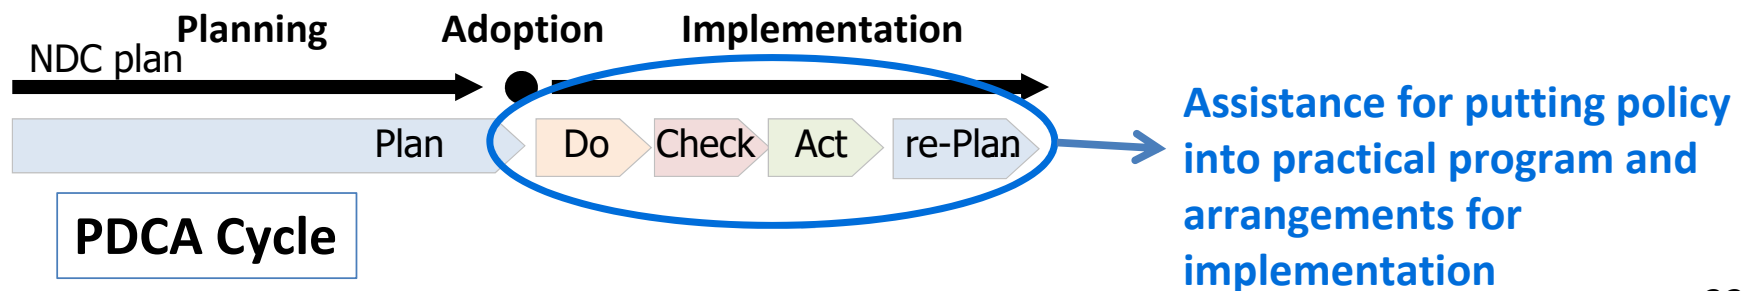 Planning Adoption Implementation
NDC plan
Plan Do Check Act re-Plan...
PDCA Cycle
Assistance for putting policy
into practical program and
arrangements for
implementation